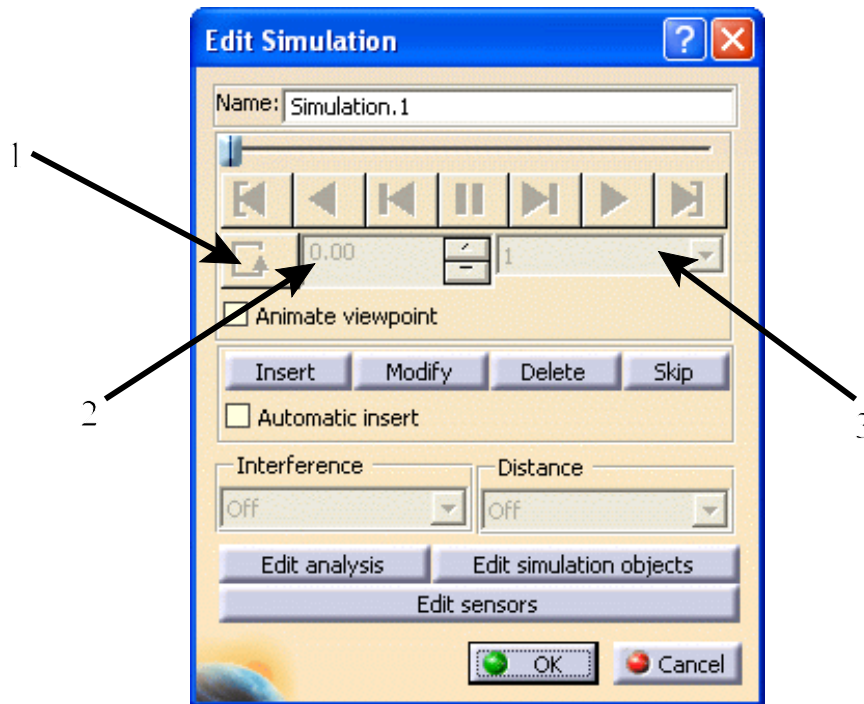 Edit Simulation
Name: Simulation.1
1
0.00 1
Animate viewpoint
Insert Modify Delete Skip
2
3
Automatic insert
Interference Distance
Off Off
Edit analysis Edit simulation objects
Edit sensors
OK Cancel